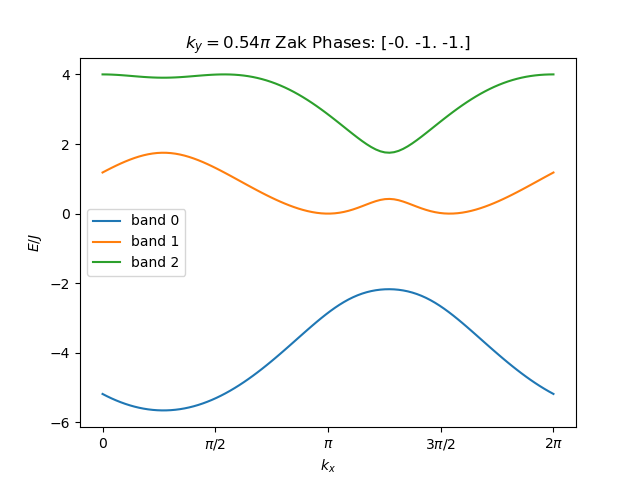 $k_y = 0.54\pi$ Zak Phases: [-0. -1. -1.]
4
2
0
−2
−4
−6
E/J
band 0
band 1
band 2
0
π/2
π
3π/2
2π
$k_x$